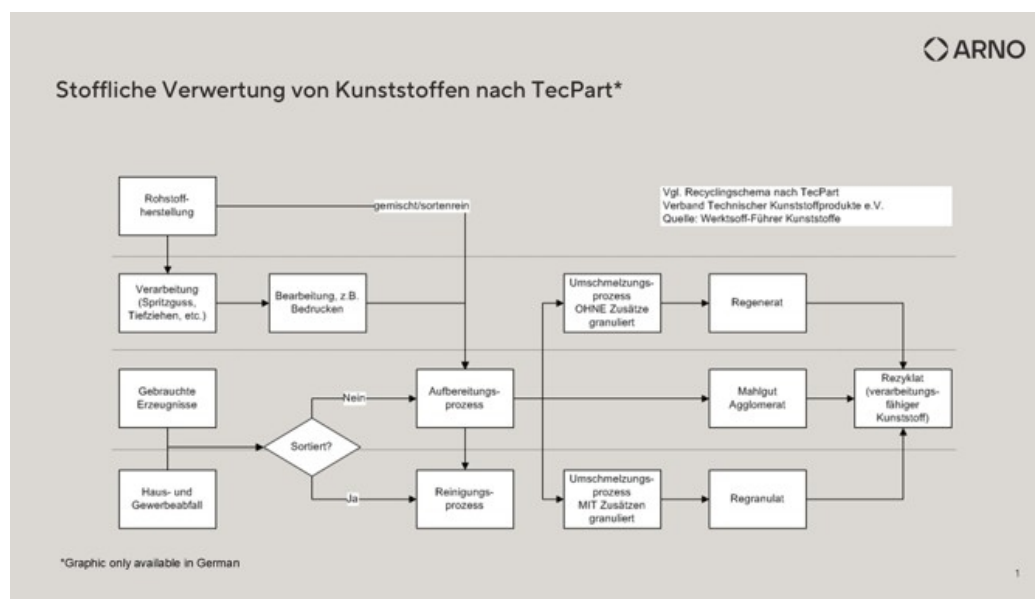 ARNO
Stoffliche Verwertung von Kunststoffen nach TecPart*
Rohstoff-
herstellung
gemischt/sortenrein
Vgl. Recyclingschema nach TecPart
Verband Technischer Kunststoffprodukte e.V.
Quelle: Werktsoff-Führer Kunststoffe
Verarbeitung
(Spritzguss,
Tiefziehen, etc.)
Bearbeitung, z.B.
Bedrucken
Umschmelzungs-
prozess
OHNE Zusätze
granuliert
Regenerat
Gebrauchte
Erzeugnisse
Nein
Aufbereitungs-
prozess
Mahlgut
Agglomerat
Rezyklat
(verarbeitungs-
fähiger
Kunststoff)
Sortiert?
Haus- und
Gewerbeabfall
Ja
Reinigungs-
prozess
Umschmelzungs-
prozess
MIT Zusätzen
granuliert
Regranulat
*Graphic only available in German
1